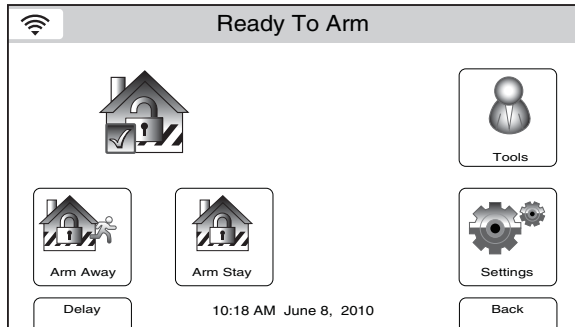 Ready To Arm
Tools
Arm Away
Arm Stay
Settings
Delay
10:18 AM June 8, 2010
Back